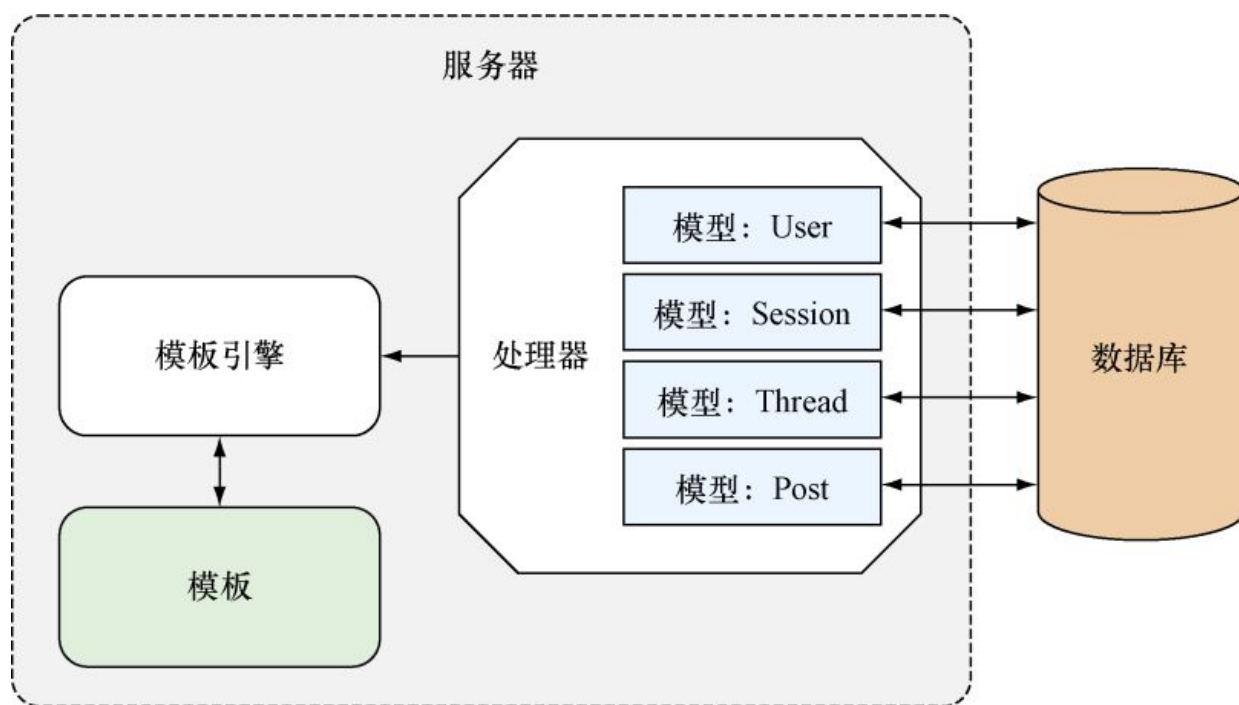 服务器
模型：User
模型：Session
模板引擎
处理器
数据库
模型：Thread
模型：Post
模板